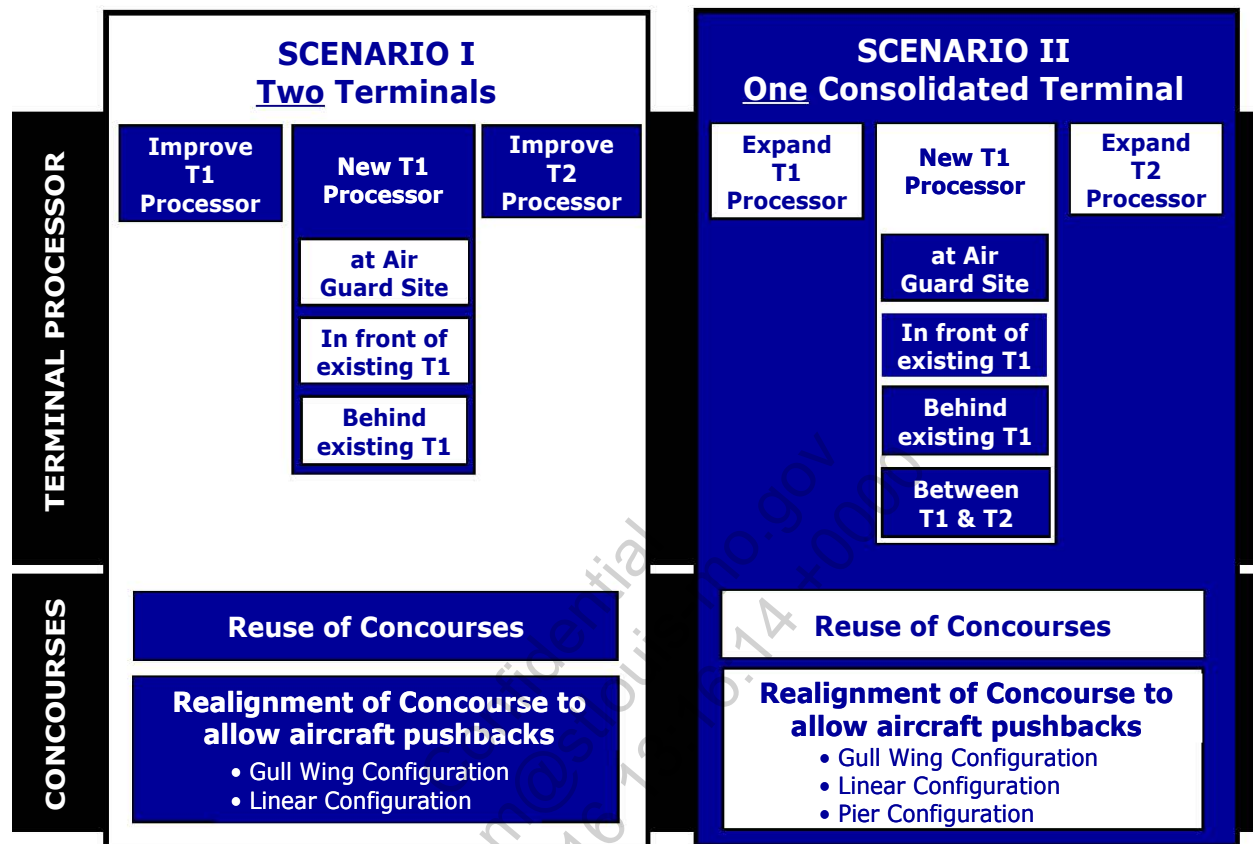 SCENARIO I
Two Terminals
TERMINAL PROCESSOR
Improve
T1
Processor
New T1
Processor
at Air
Guard Site
In front of
existing T1
Behind
existing T1
Improve
T2
Processor
CONCOURSES
Reuse of Concourses
Realignment of Concourse to
allow aircraft pushbacks
• Gull Wing Configuration
• Linear Configuration
SCENARIO II
One Consolidated Terminal
Expand
T1
Processor
New T1
Processor
at Air
Guard Site
In front of
existing T1
Behind
existing T1
Between
T1 & T2
Expand
T2
Processor
Reuse of Concourses
Realignment of Concourse to
allow aircraft pushbacks
• Gull Wing Configuration
• Linear Configuration
• Pier Configuration